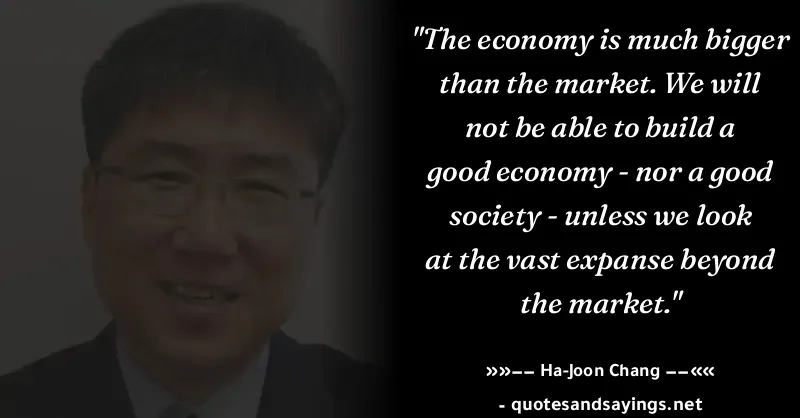 "The economy is much bigger
than the market. We will
not be able to build a
good economy - nor a good
society - unless we look
at the vast expanse beyond
the market."
»»–– Ha-Joon Chang ––««
- quotesandsayings.net